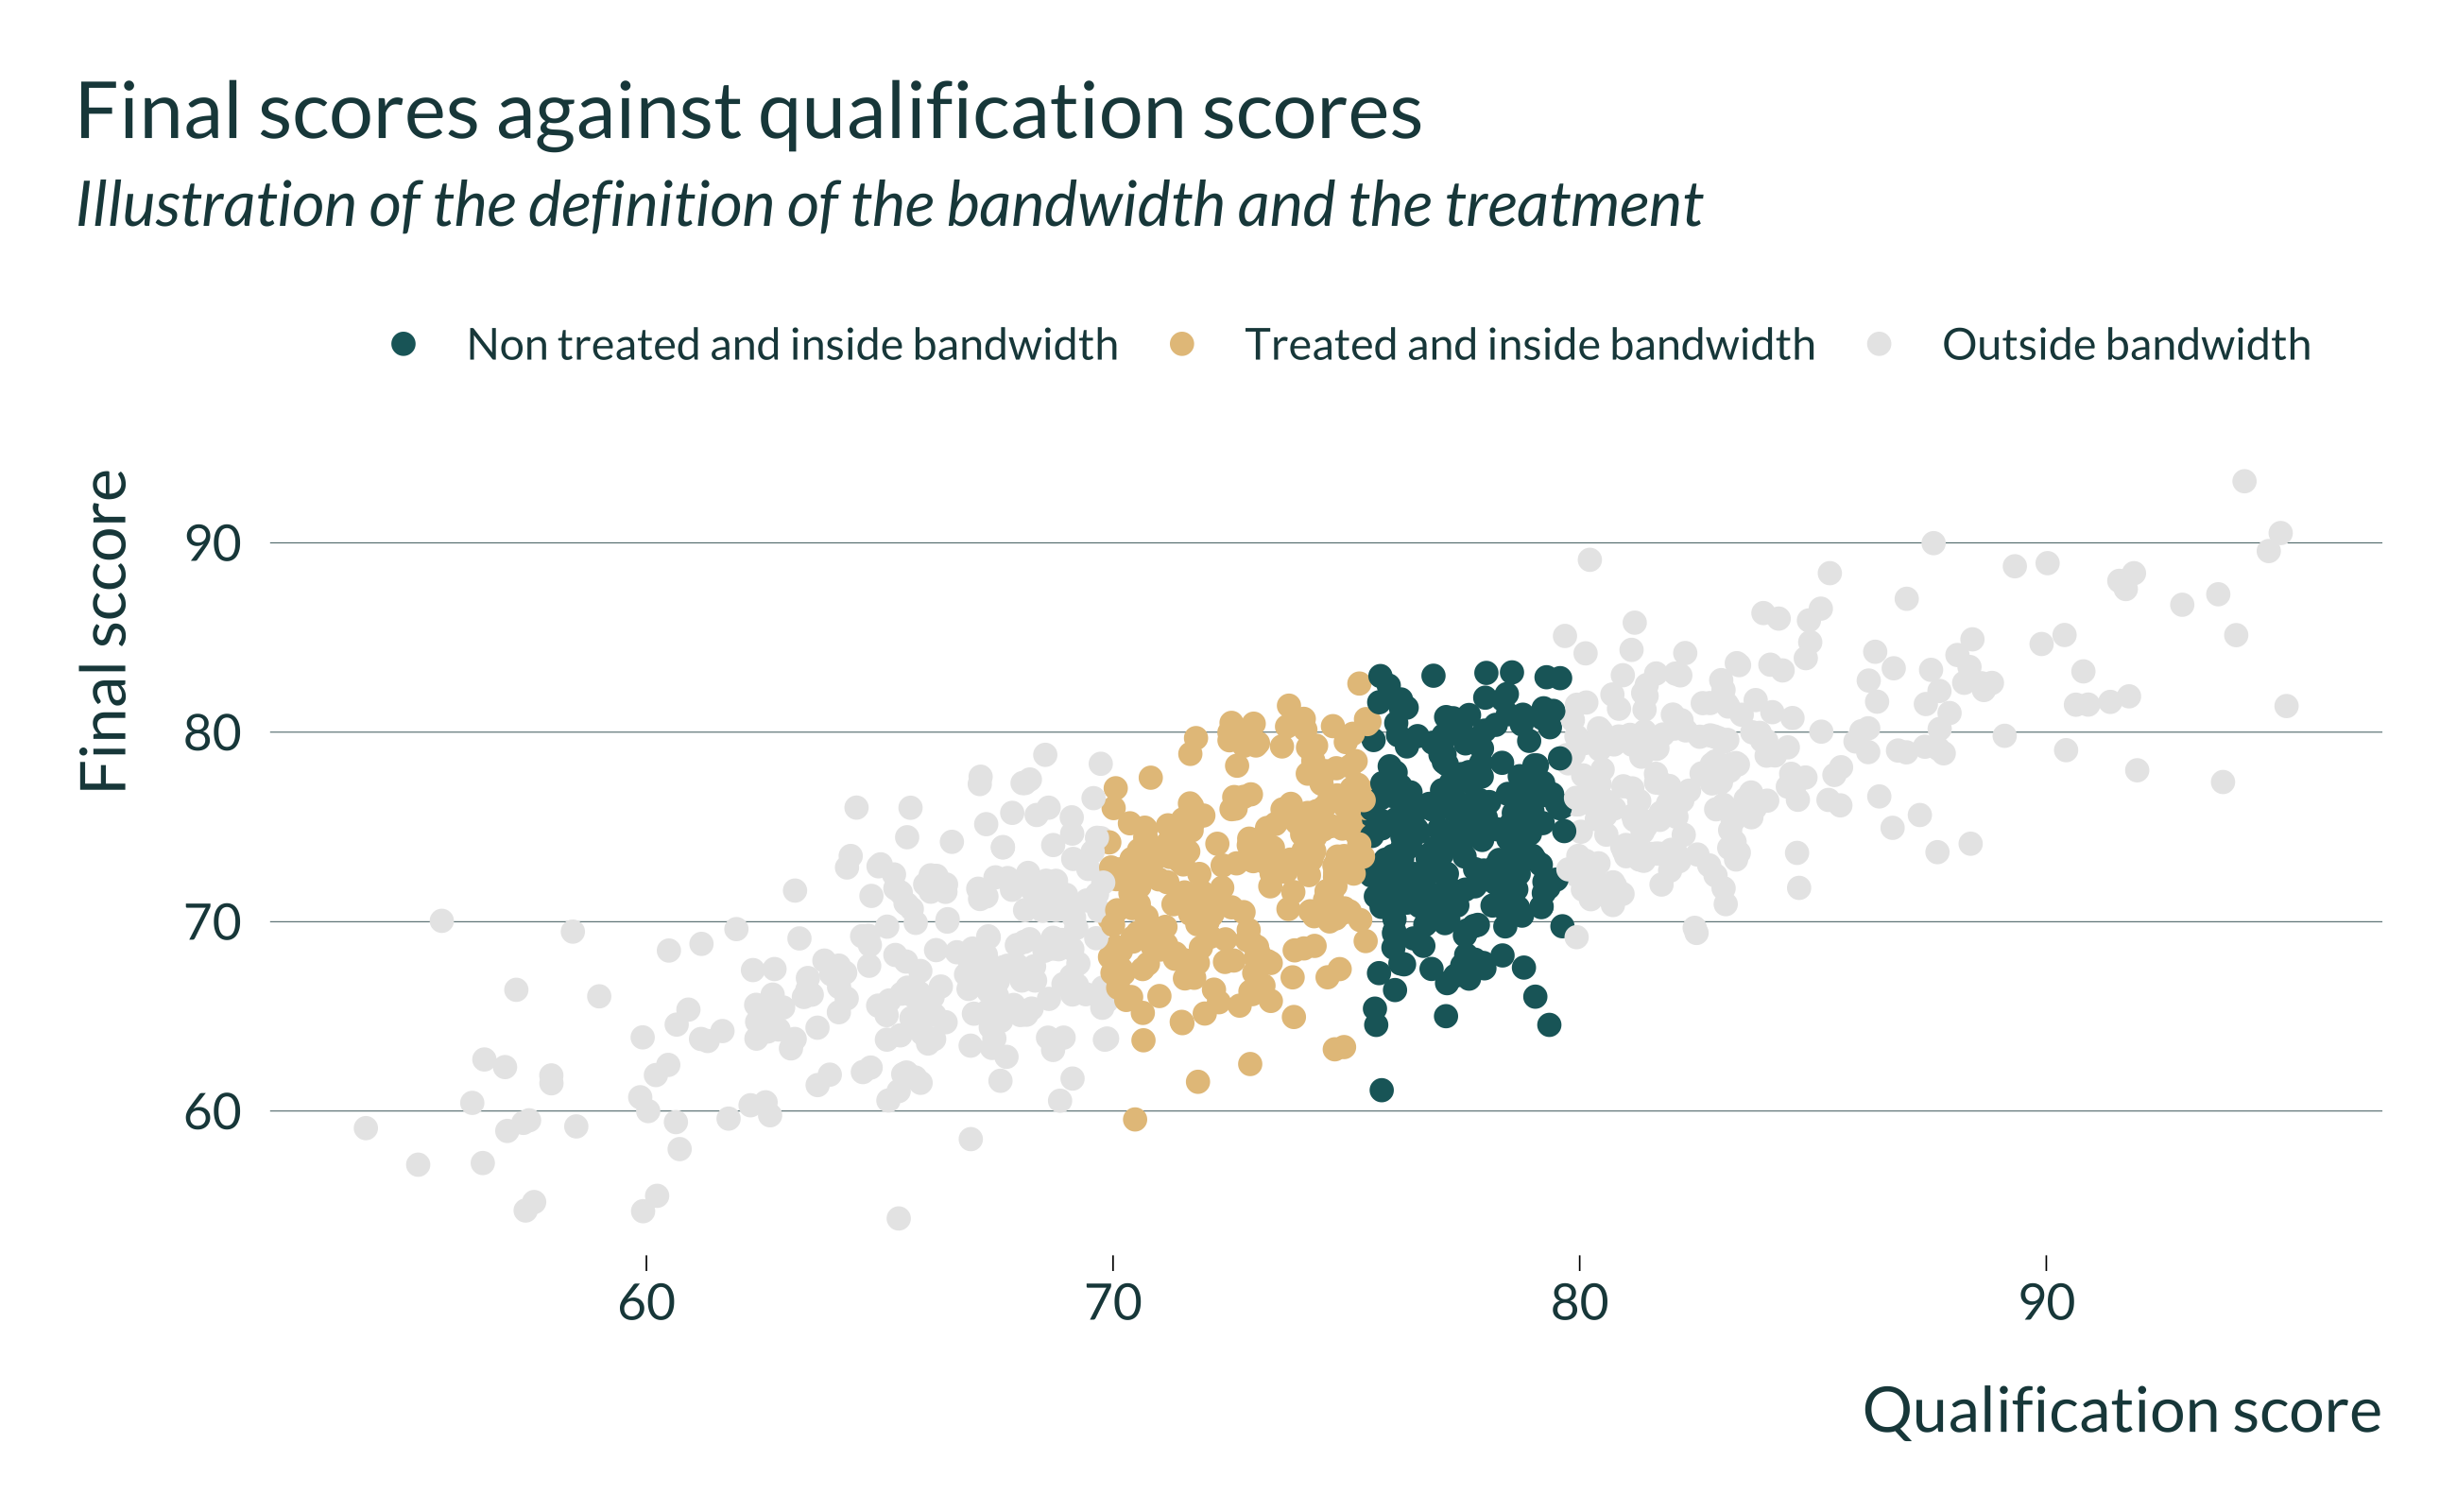 Final scores against qualification scores
Illustration of the definition of the bandwidth and the treatment
Non treated and inside bandwidth Treated and inside bandwidth Outside bandwidth
Final sccore
90
80
70
60
60 70 80 90
Qualification score